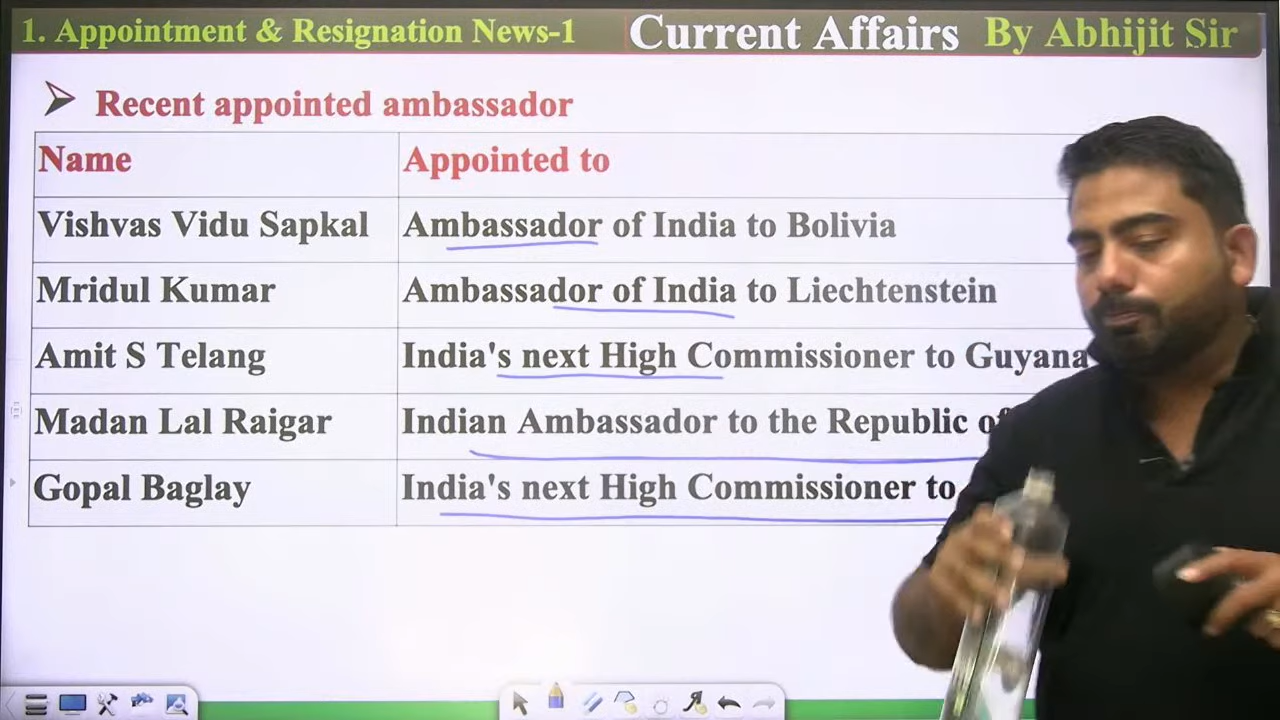 1. Appointment & Resignation News-1 Current Affairs By Abhijit Sir
Recent appointed ambassador
Name Appointed to
Vishvas Vidu Sapkal Ambassador of India to Bolivia
Mridul Kumar Ambassador of India to Liechtenstein
Amit S Telang India's next High Commissioner to Guyana
Madan Lal Raigar Indian Ambassador to the Republic of
Gopal Baglay India's next High Commissioner to